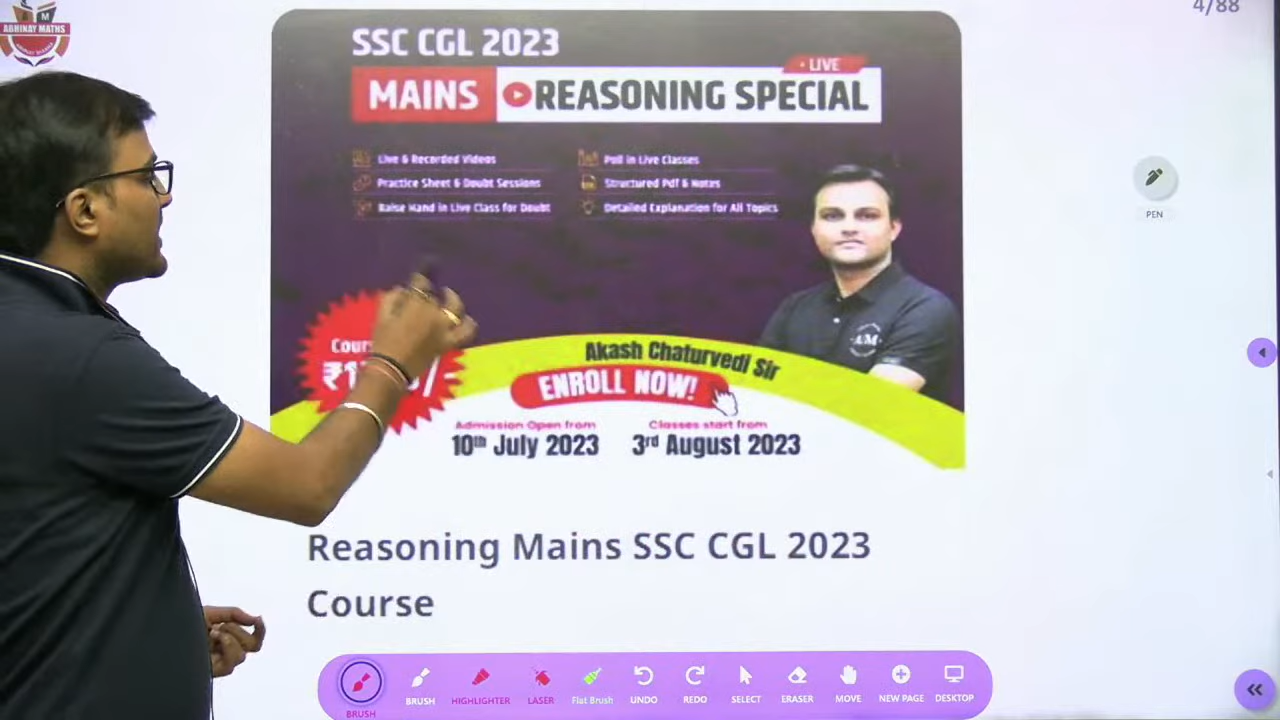 ABHINAY MATHS
4/88
SSC CGL 2023
• LIVE
MAINS REASONING SPECIAL
Live & Recorded Videos
Poll in Live Classes
Practice Sheet & Doubt Sessions
Structured Pdf & Notes
Raise Hand in Live Class for Doubt
Detailed Explanation for All Topics
PEN
Akash Chaturvedi Sir
ENROLL NOW!
Admission Open from
Classes start from
10th July 2023
3rd August 2023
Reasoning Mains SSC CGL 2023
Course
BRUSH
BRUSH
HIGHLIGHTER
LASER
Flat Brush
UNDO
REDO
SELECT
ERASER
MOVE
NEW PAGE
DESKTOP